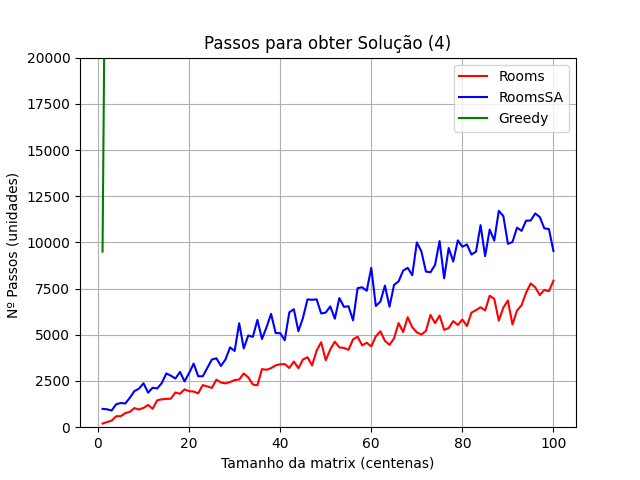 Passos para obter Solução (4)
Rooms
RoomsSA
Greedy
Nº Passos (unidades)
20000
17500
15000
12500
10000
7500
5000
2500
0
0 20 40 60 80 100
Tamanho da matrix (centenas)